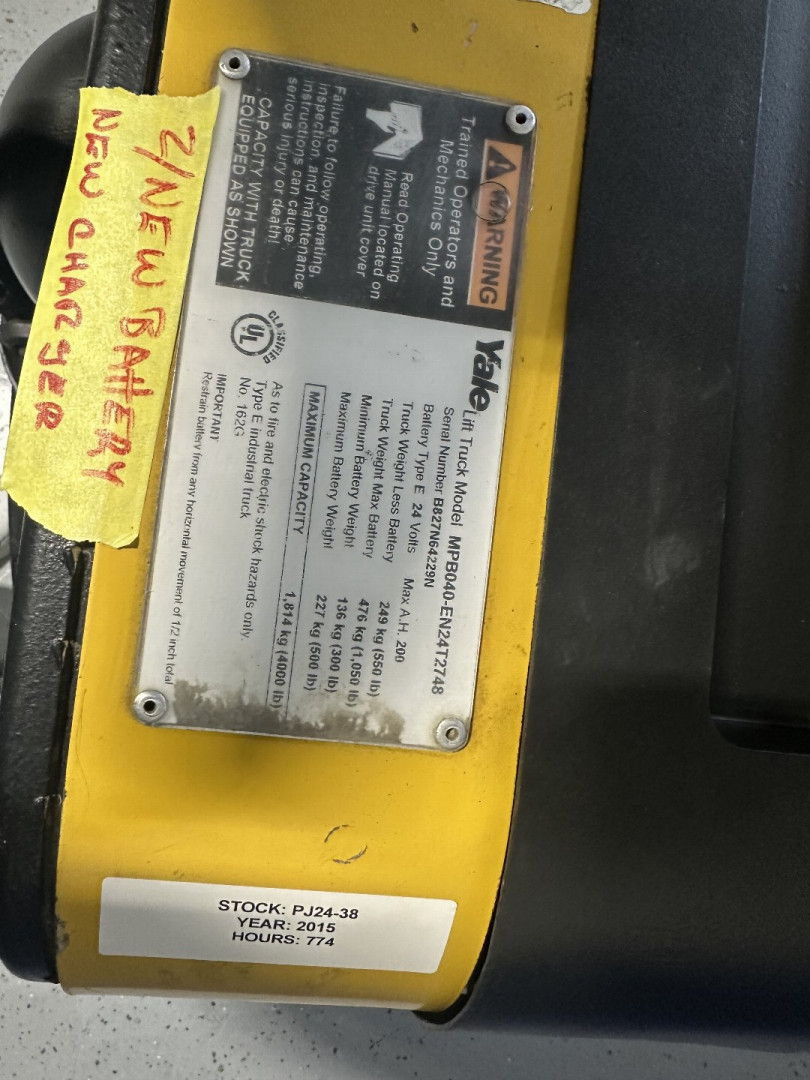 2/NEW BATTERY
NEW CHARGER
WARNING
Trained Operators and
Mechanics Only
Read Operating
Manual located on
drive unit cover
Failure to follow operating,
inspection, and maintenance
instructions can cause
serious injury or death!
CAPACITY WITH TRUCK
EQUIPPED AS SHOWN
Yale
Lift Truck Model MPB040-EN24T2748
Serial Number B827N64229N
Battery Type E 24 Volts Max A.H. 200
Truck Weight Less Battery 249 kg (550 lb)
Truck Weight Max Battery 476 kg (1,050 lb)
Minimum Battery Weight 136 kg (300 lb)
Maximum Battery Weight 227 kg (500 lb)
MAXIMUM CAPACITY 1,814 kg (4000 lb)
CLASSIFIED
UL
As to fire and electric shock hazards only.
Type E industrial truck
No. 162G
IMPORTANT
Restrain battery from any horizontal movement of 1/2 inch total
STOCK: PJ24-38
YEAR: 2015
HOURS: 774